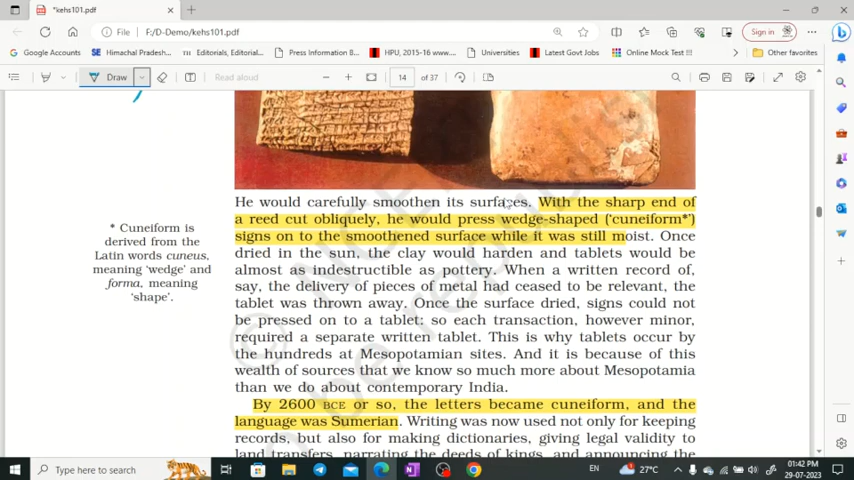 *kehs101.pdf
File
F:/D-Demo/kehs101.pdf
Sign in
Google Accounts
Himachal Pradesh...
Editorials, Editorial...
Press Information B...
HPU, 2015-16 www....
Universities
Latest Govt Jobs
Online Mock Test !!!
Other favorites
Draw
Read aloud
14 of 37
He would carefully smoothen its surfaces. With the sharp end of
a reed cut obliquely, he would press wedge-shaped (‘cuneiform*’)
signs on to the smoothened surface while it was still moist. Once
dried in the sun, the clay would harden and tablets would be
almost as indestructible as pottery. When a written record of,
say, the delivery of pieces of metal had ceased to be relevant, the
tablet was thrown away. Once the surface dried, signs could not
be pressed on to a tablet: so each transaction, however minor,
required a separate written tablet. This is why tablets occur by
the hundreds at Mesopotamian sites. And it is because of this
wealth of sources that we know so much more about Mesopotamia
than we do about contemporary India.
By 2600 BCE or so, the letters became cuneiform, and the
language was Sumerian. Writing was now used not only for keeping
records, but also for making dictionaries, giving legal validity to
land transfers, narrating the deeds of kings, and announcing the
* Cuneiform is
derived from the
Latin words cuneus,
meaning ‘wedge’ and
forma, meaning
‘shape’.
Type here to search
27°C
EN
01:42 PM
29-07-2023